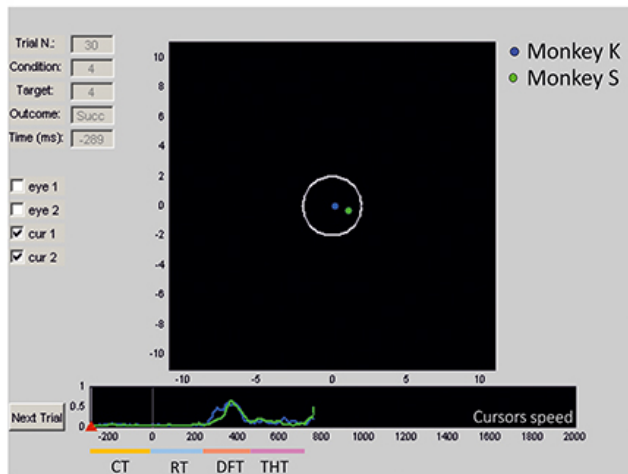 Trial N.: 30
Condition: 4
Target: 4
Outcome: Succ
Time (ms): -289
eye 1
eye 2
cur 1
cur 2
Monkey K
Monkey S
10
8
6
4
2
0
-2
-4
-6
-8
-10
-10 -5 0 5 10
1
0.5
0
Next Trial
Cursors speed
-200 0 200 400 600 800 1000 1200 1400 1600 1800 2000
CT RT DFT THT